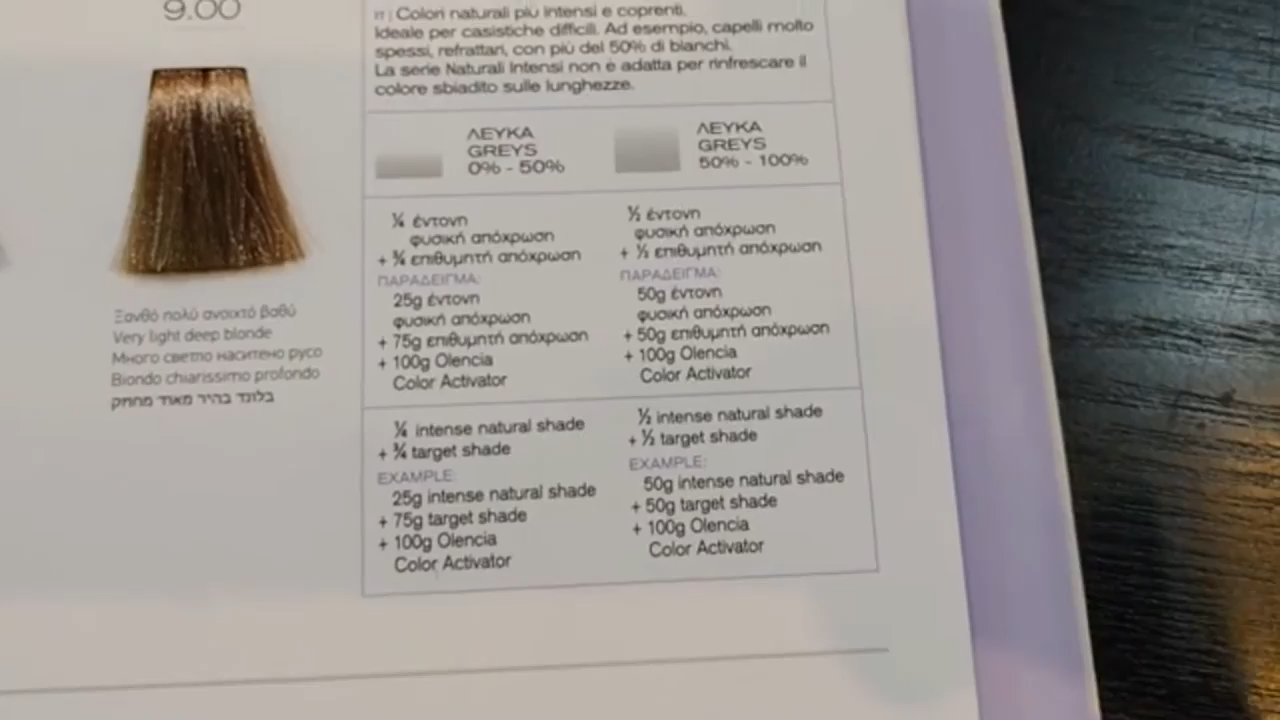 9.00
IT | Colori naturali più intensi e coprenti.
Ideale per casistiche difficili. Ad esempio, capelli molto
spessi, refrattari, con più del 50% di bianchi.
La serie Naturali Intensi non è adatta per rinfrescare il
colore sbiadito sulle lunghezze.
ΛΕΥΚΑ
GREYS
0% - 50%
ΛΕΥΚΑ
GREYS
50% - 100%
¼ έντονη
φυσική απόχρωση
+ ¾ επιθυμητή απόχρωση
ΠΑΡΑΔΕΙΓΜΑ:
25g έντονη
φυσική απόχρωση
+ 75g επιθυμητή απόχρωση
+ 100g Olencia
Color Activator
½ έντονη
φυσική απόχρωση
+ ½ επιθυμητή απόχρωση
ΠΑΡΑΔΕΙΓΜΑ:
50g έντονη
φυσική απόχρωση
+ 50g επιθυμητή απόχρωση
+ 100g Olencia
Color Activator
Ξανθό πολύ ανοιχτό βαθύ
Very light deep blonde
Много светло наситено русо
Biondo chiarissimo profondo
בלונד בהיר מאוד מחוזק
¼ intense natural shade
+ ¾ target shade
EXAMPLE:
25g intense natural shade
+ 75g target shade
+ 100g Olencia
Color Activator
½ intense natural shade
+ ½ target shade
EXAMPLE:
50g intense natural shade
+ 50g target shade
+ 100g Olencia
Color Activator